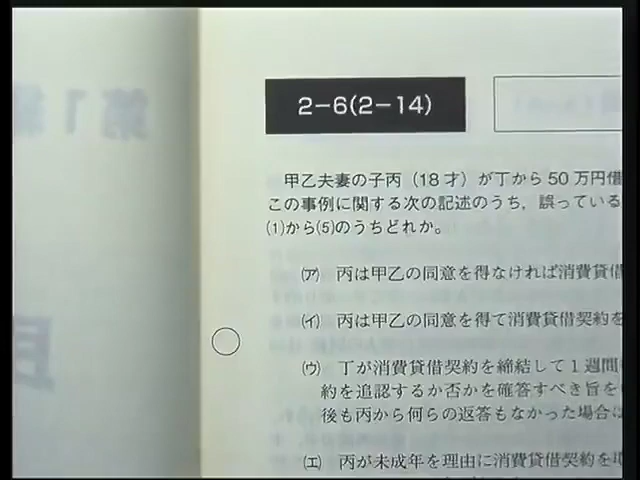 2−6(2−14)
甲乙夫妻の子丙（18才）が丁から50万円借
この事例に関する次の記述のうち，誤っている
⑴から⑸のうちどれか。
㈠ 丙は甲乙の同意を得なければ消費貸借
(イ) 丙は甲乙の同意を得て消費貸借契約を
(ウ) 丁が消費貸借契約を締結して1週間
約を追認するか否かを確答すべき旨を
後も丙から何らの返答もなかった場合は
(エ) 丙が未成年を理由に消費貸借契約を取
第1編